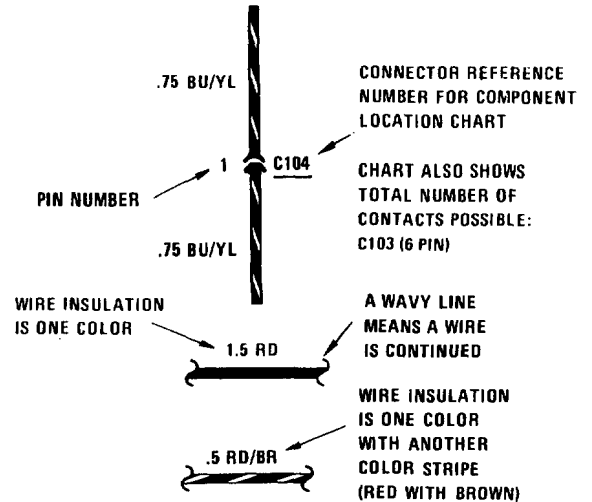 .75 BU/YL
CONNECTOR REFERENCE
NUMBER FOR COMPONENT
LOCATION CHART
1
C104
PIN NUMBER
CHART ALSO SHOWS
TOTAL NUMBER OF
CONTACTS POSSIBLE:
C103 (6 PIN)
.75 BU/YL
WIRE INSULATION
IS ONE COLOR
1.5 RD
A WAVY LINE
MEANS A WIRE
IS CONTINUED
.5 RD/BR
WIRE INSULATION
IS ONE COLOR
WITH ANOTHER
COLOR STRIPE
(RED WITH BROWN)